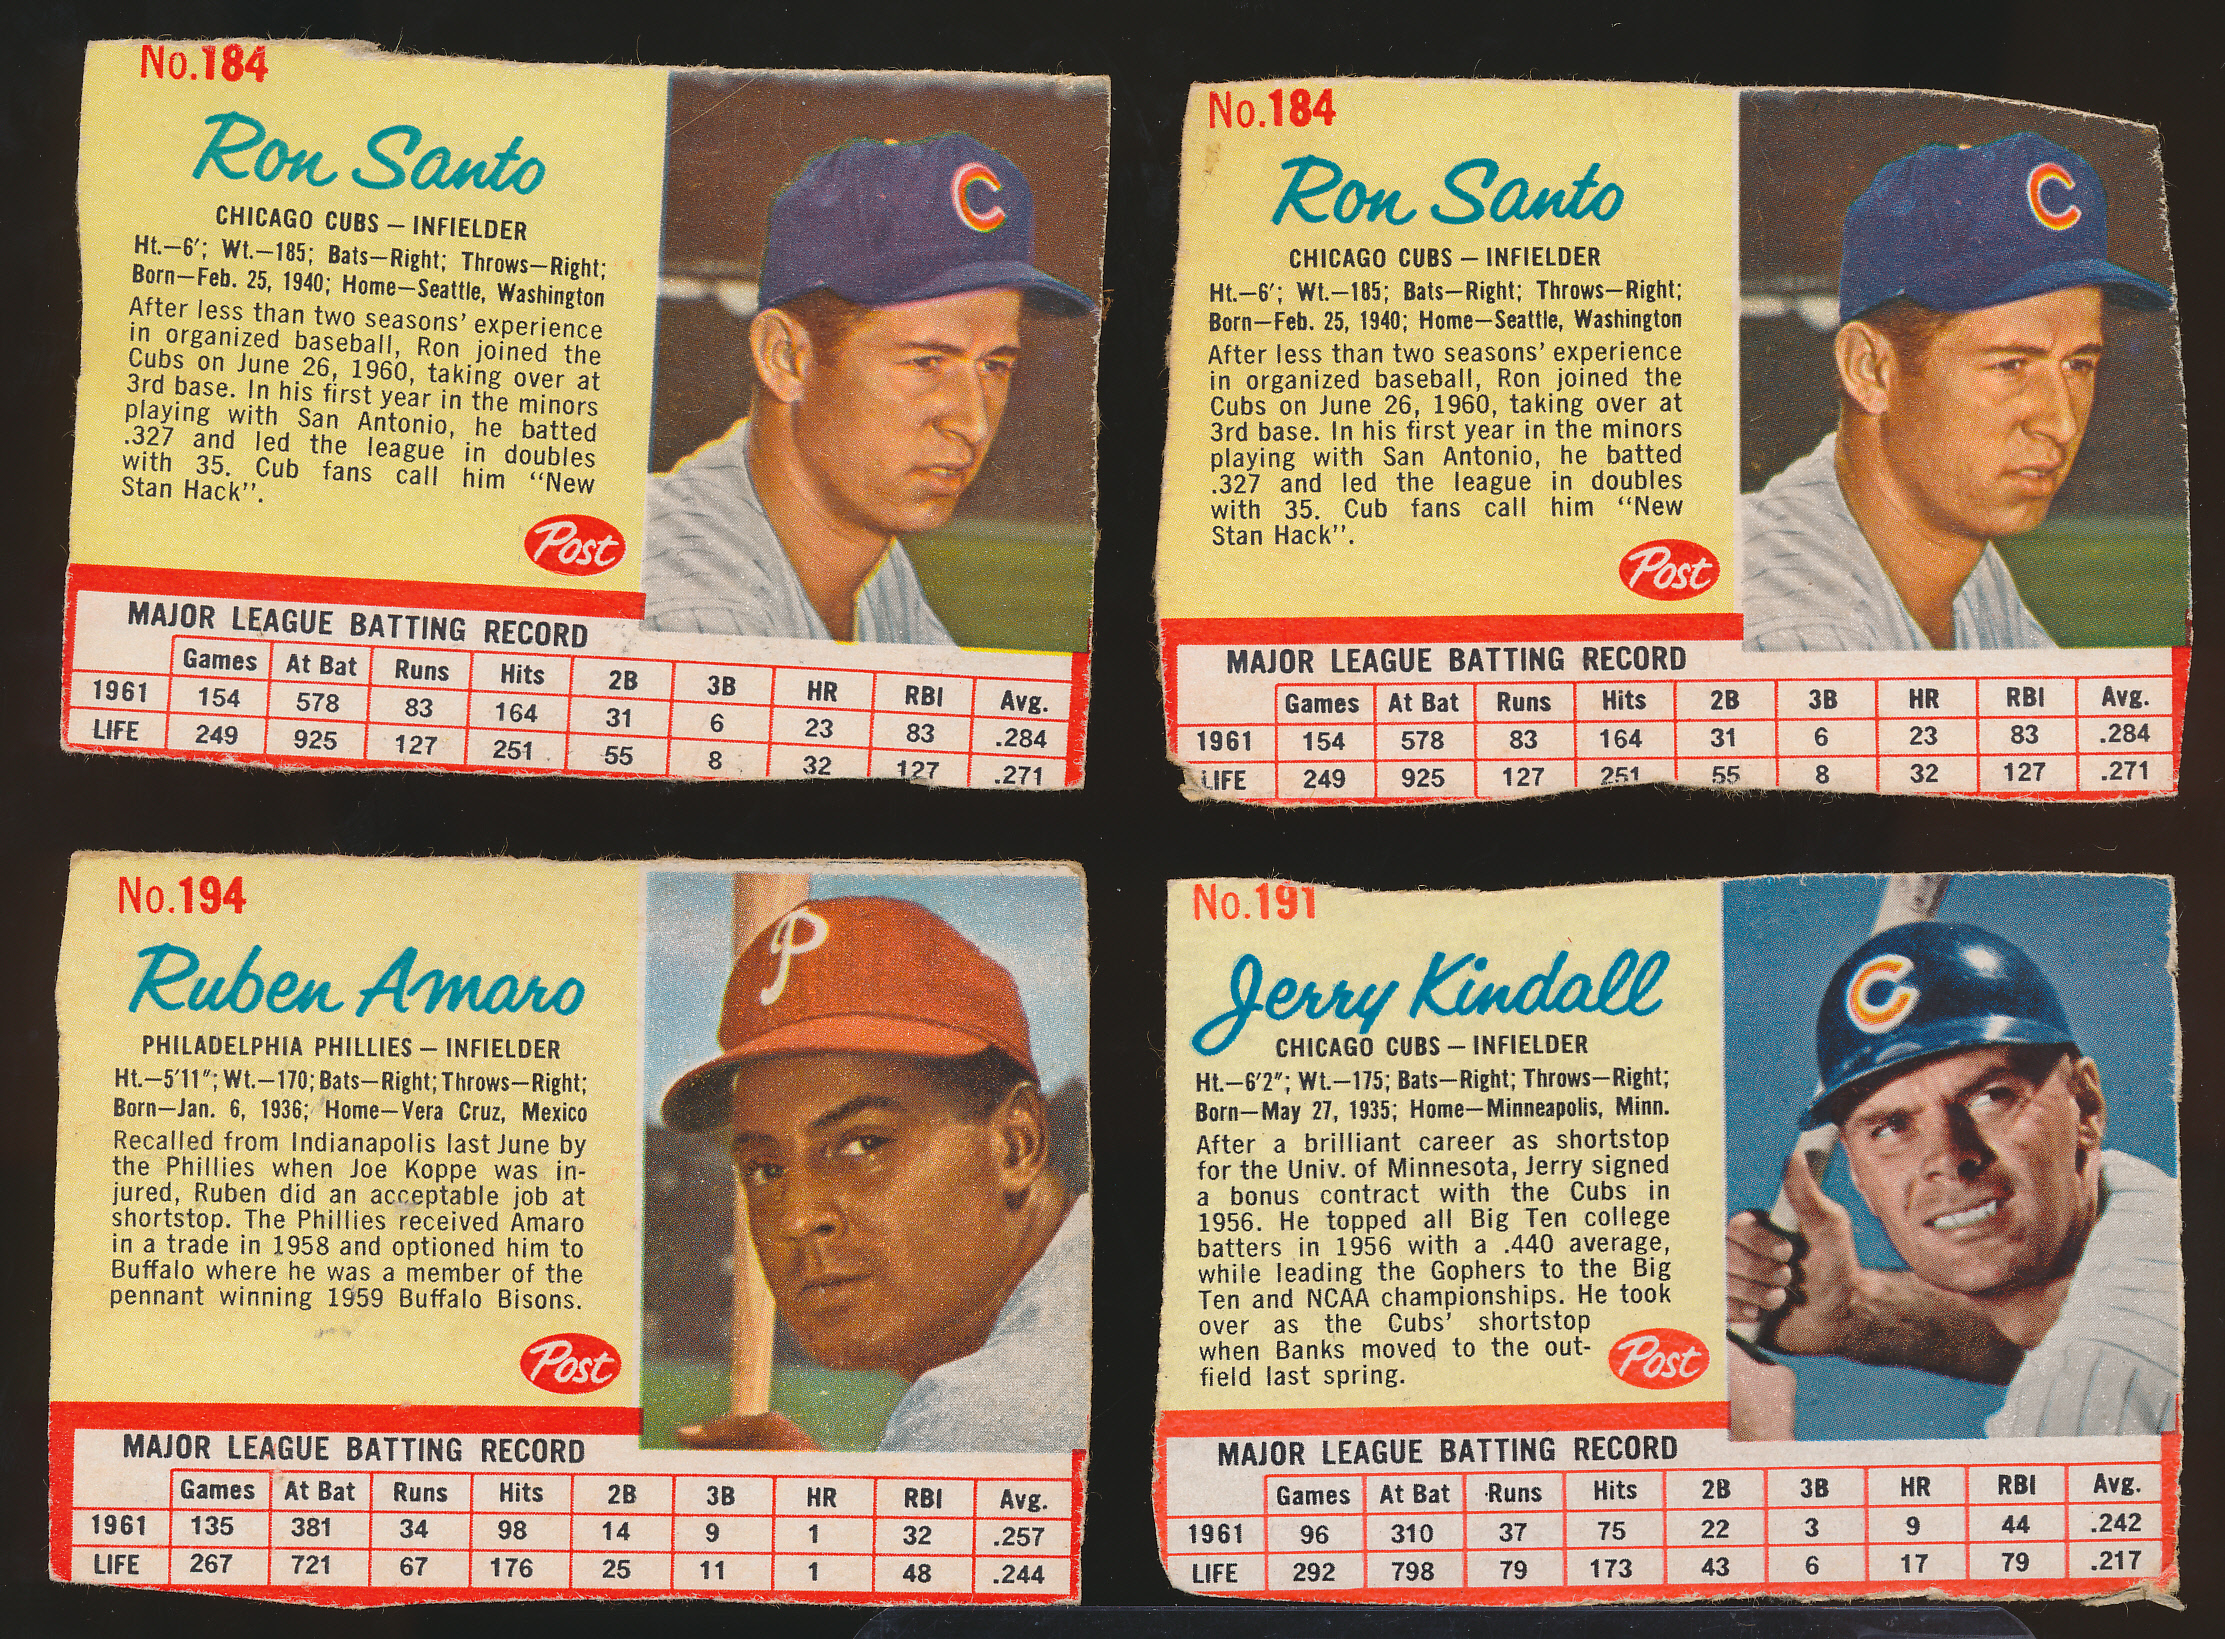 No.184
Ron Santo
CHICAGO CUBS – INFIELDER
Ht.–6′; Wt.–185; Bats–Right; Throws–Right;
Born–Feb. 25, 1940; Home–Seattle, Washington
After less than two seasons' experience
in organized baseball, Ron joined the
Cubs on June 26, 1960, taking over at
3rd base. In his first year in the minors
playing with San Antonio, he batted
.327 and led the league in doubles
with 35. Cub fans call him "New
Stan Hack".
Post
MAJOR LEAGUE BATTING RECORD
Games At Bat Runs Hits 2B 3B HR RBI Avg.
1961 154 578 83 164 31 6 23 83 .284
LIFE 249 925 127 251 55 8 32 127 .271
C
No.184
Ron Santo
CHICAGO CUBS – INFIELDER
Ht.–6′; Wt.–185; Bats–Right; Throws–Right;
Born–Feb. 25, 1940; Home–Seattle, Washington
After less than two seasons' experience
in organized baseball, Ron joined the
Cubs on June 26, 1960, taking over at
3rd base. In his first year in the minors
playing with San Antonio, he batted
.327 and led the league in doubles
with 35. Cub fans call him "New
Stan Hack".
Post
MAJOR LEAGUE BATTING RECORD
Games At Bat Runs Hits 2B 3B HR RBI Avg.
1961 154 578 83 164 31 6 23 83 .284
LIFE 249 925 127 251 55 8 32 127 .271
C
No.194
Ruben Amaro
PHILADELPHIA PHILLIES – INFIELDER
Ht.–5′11″; Wt.–170; Bats–Right; Throws–Right;
Born–Jan. 6, 1936; Home–Vera Cruz, Mexico
Recalled from Indianapolis last June by
the Phillies when Joe Koppe was in-
jured, Ruben did an acceptable job at
shortstop. The Phillies received Amaro
in a trade in 1958 and optioned him to
Buffalo where he was a member of the
pennant winning 1959 Buffalo Bisons.
Post
MAJOR LEAGUE BATTING RECORD
Games At Bat Runs Hits 2B 3B HR RBI Avg.
1961 135 381 34 98 14 9 1 32 .257
LIFE 267 721 67 176 25 11 1 48 .244
P
No.191
Jerry Kindall
CHICAGO CUBS – INFIELDER
Ht.–6′2″; Wt.–175; Bats–Right; Throws–Right;
Born–May 27, 1935; Home–Minneapolis, Minn.
After a brilliant career as shortstop
for the Univ. of Minnesota, Jerry signed
a bonus contract with the Cubs in
1956. He topped all Big Ten college
batters in 1956 with a .440 average,
while leading the Gophers to the Big
Ten and NCAA championships. He took
over as the Cubs' shortstop
when Banks moved to the out-
field last spring.
Post
MAJOR LEAGUE BATTING RECORD
Games At Bat Runs Hits 2B 3B HR RBI Avg.
1961 96 310 37 75 22 3 9 44 .242
LIFE 292 798 79 173 43 6 17 79 .217
C